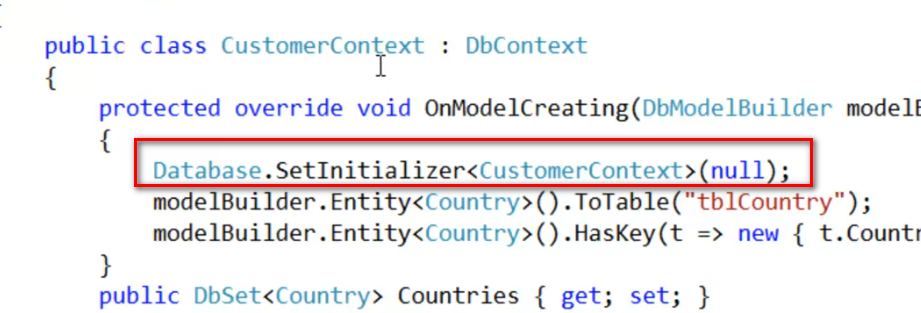 public class CustomerContext : DbContext
{
protected override void OnModelCreating(DbModelBuilder
{
Database.SetInitializer<CustomerContext>(null);
modelBuilder.Entity<Country>().ToTable("tblCountry");
modelBuilder.Entity<Country>().HasKey(t => new { t.Countr
}
public DbSet<Country> Countries { get; set; }